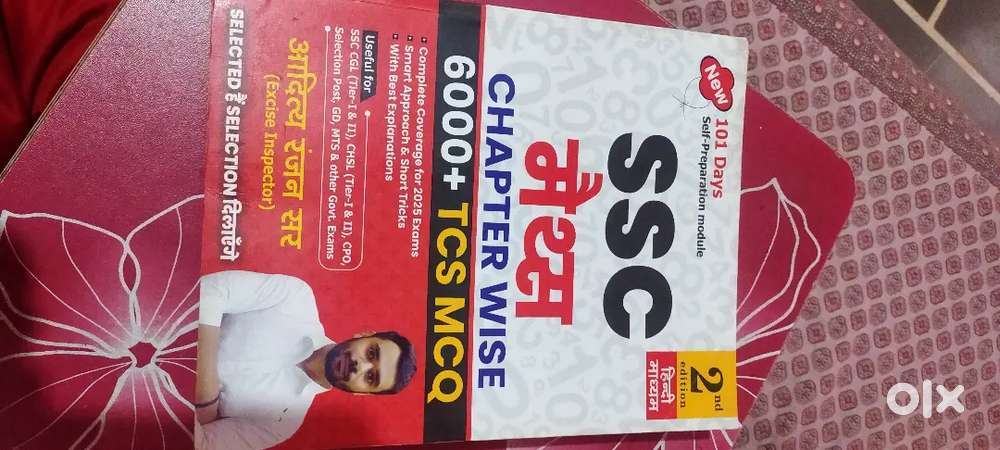 New
101 Days
Self-Preparation module
2nd
edition
हिन्दी
माध्यम
SSC
मैथ्स
CHAPTER WISE
6000+ TCS MCQ
Complete Coverage for 2025 Exams
Smart Approach & Short Tricks
With Best Explanations
Useful for
SSC CGL (Tier-I & II), CHSL (Tier-I & II), CPO,
Selection Post, GD, MTS & other Govt. Exams
आदित्य रंजन सर
(Excise Inspector)
SELECTED हैं SELECTION दिलाएँगे
olx